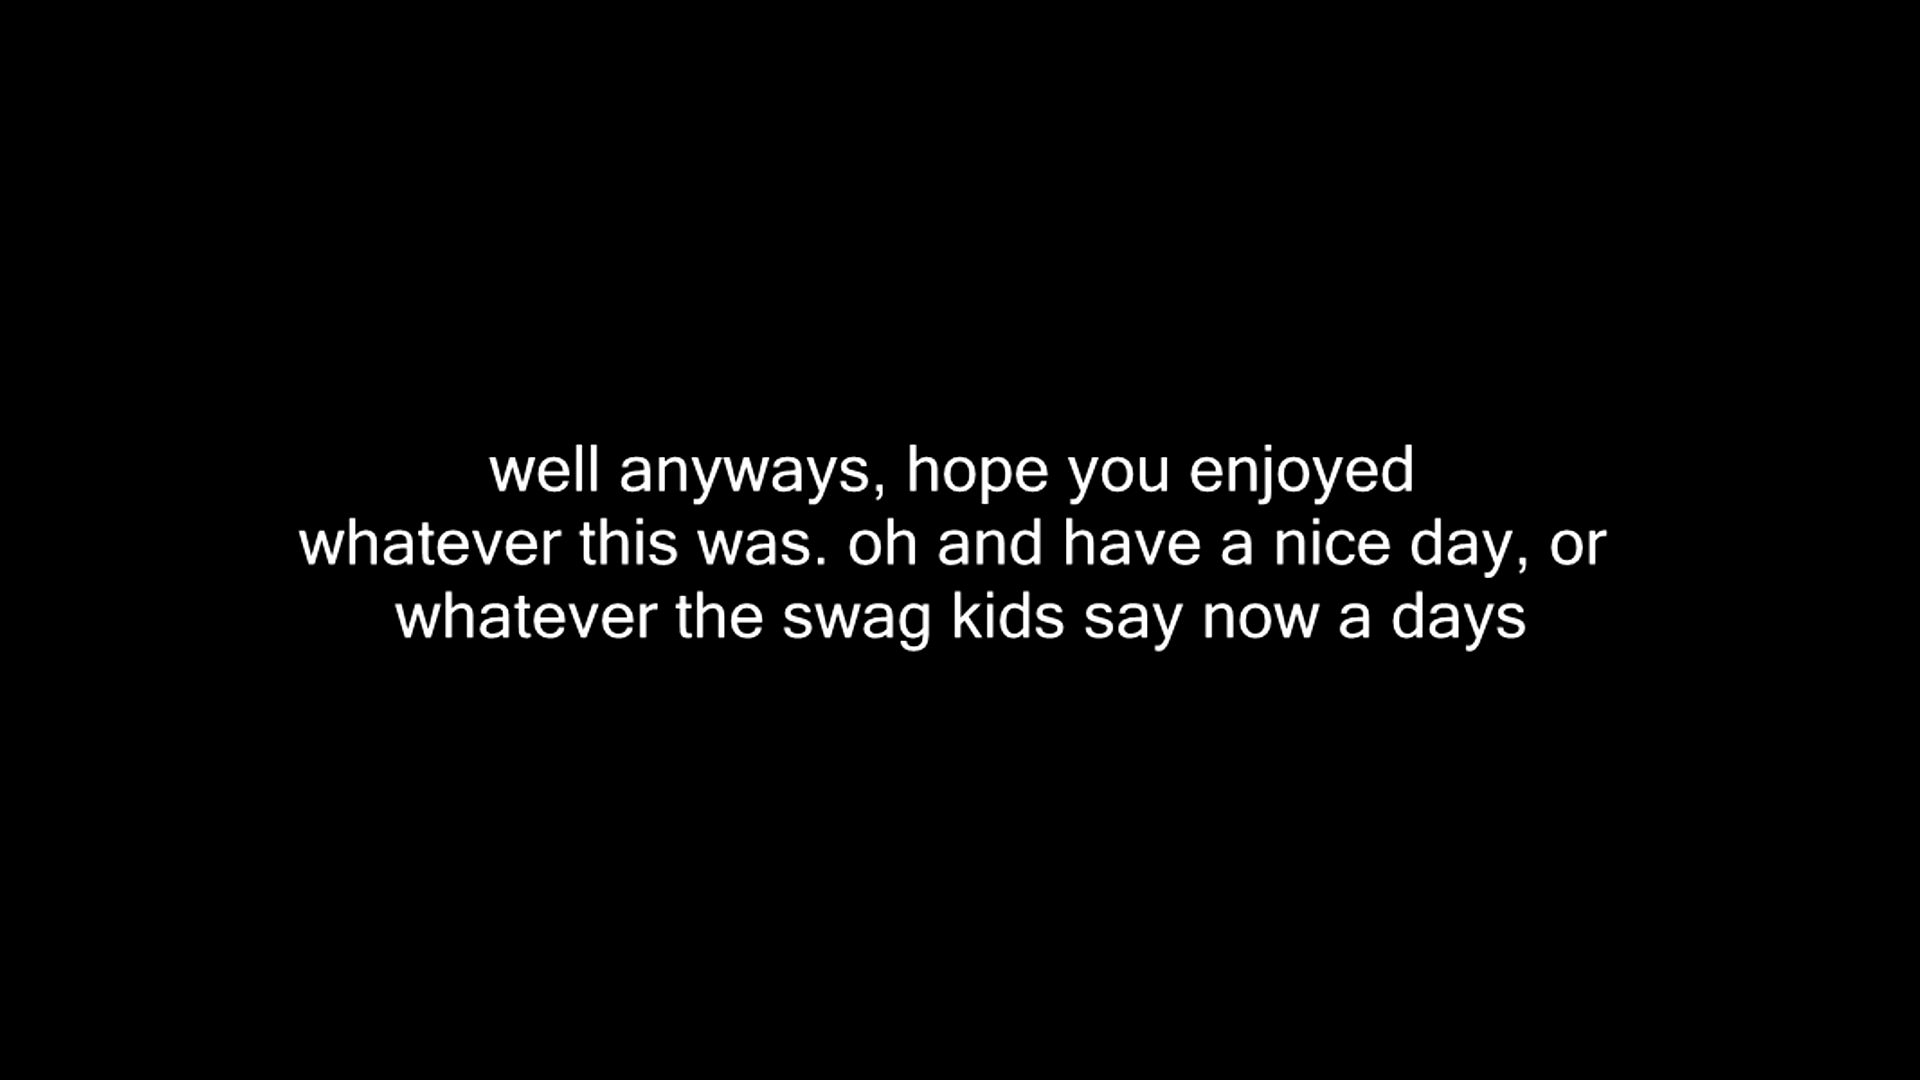 well anyways, hope you enjoyed
whatever this was. oh and have a nice day, or
whatever the swag kids say now a days